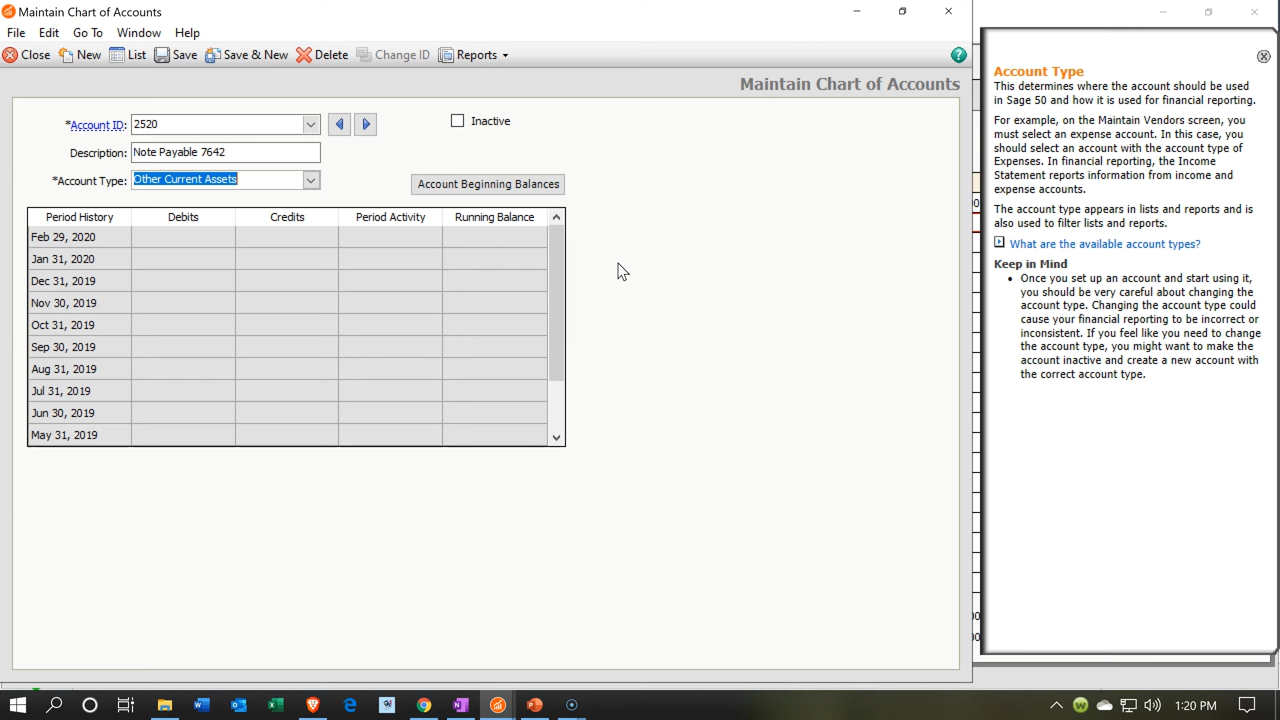 Maintain Chart of Accounts
File Edit Go To Window Help
Close New List Save Save & New Delete Change ID Reports
Maintain Chart of Accounts
*Account ID: 2520 Inactive
Description: Note Payable 7642
*Account Type: Other Current Assets Account Beginning Balances
Period History Debits Credits Period Activity Running Balance
Feb 29, 2020
Jan 31, 2020
Dec 31, 2019
Nov 30, 2019
Oct 31, 2019
Sep 30, 2019
Aug 31, 2019
Jul 31, 2019
Jun 30, 2019
May 31, 2019
Account Type
This determines where the account should be used
in Sage 50 and how it is used for financial reporting.
For example, on the Maintain Vendors screen, you
must select an expense account. In this case, you
should select an account with the account type of
Expenses. In financial reporting, the Income
Statement reports information from income and
expense accounts.
The account type appears in lists and reports and is
also used to filter lists and reports.
What are the available account types?
Keep in Mind
• Once you set up an account and start using it,
you should be very careful about changing the
account type. Changing the account type could
cause your financial reporting to be incorrect or
inconsistent. If you feel like you need to change
the account type, you might want to make the
account inactive and create a new account with
the correct account type.
1:20 PM